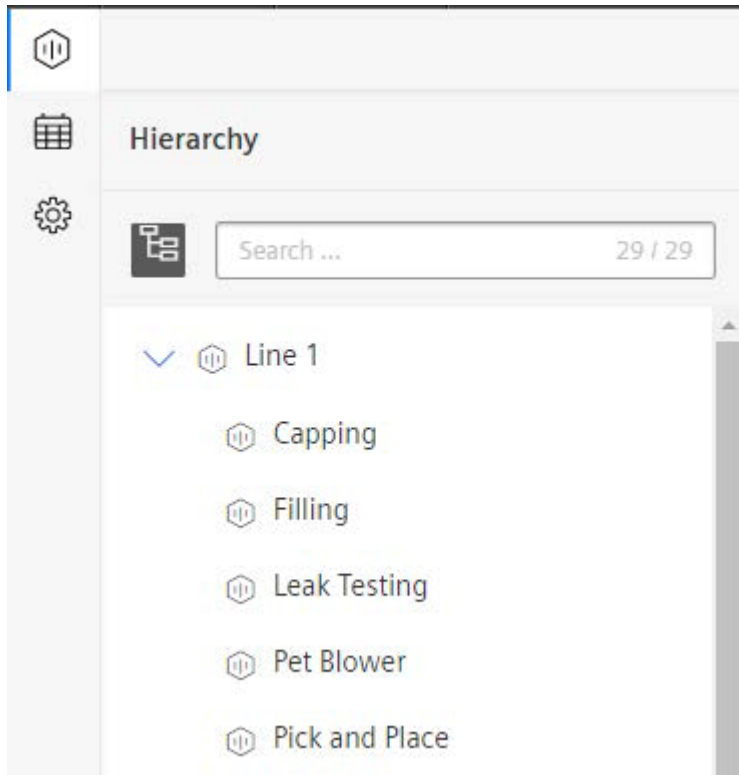 Hierarchy
Search ... 29 / 29
Line 1
Capping
Filling
Leak Testing
Pet Blower
Pick and Place